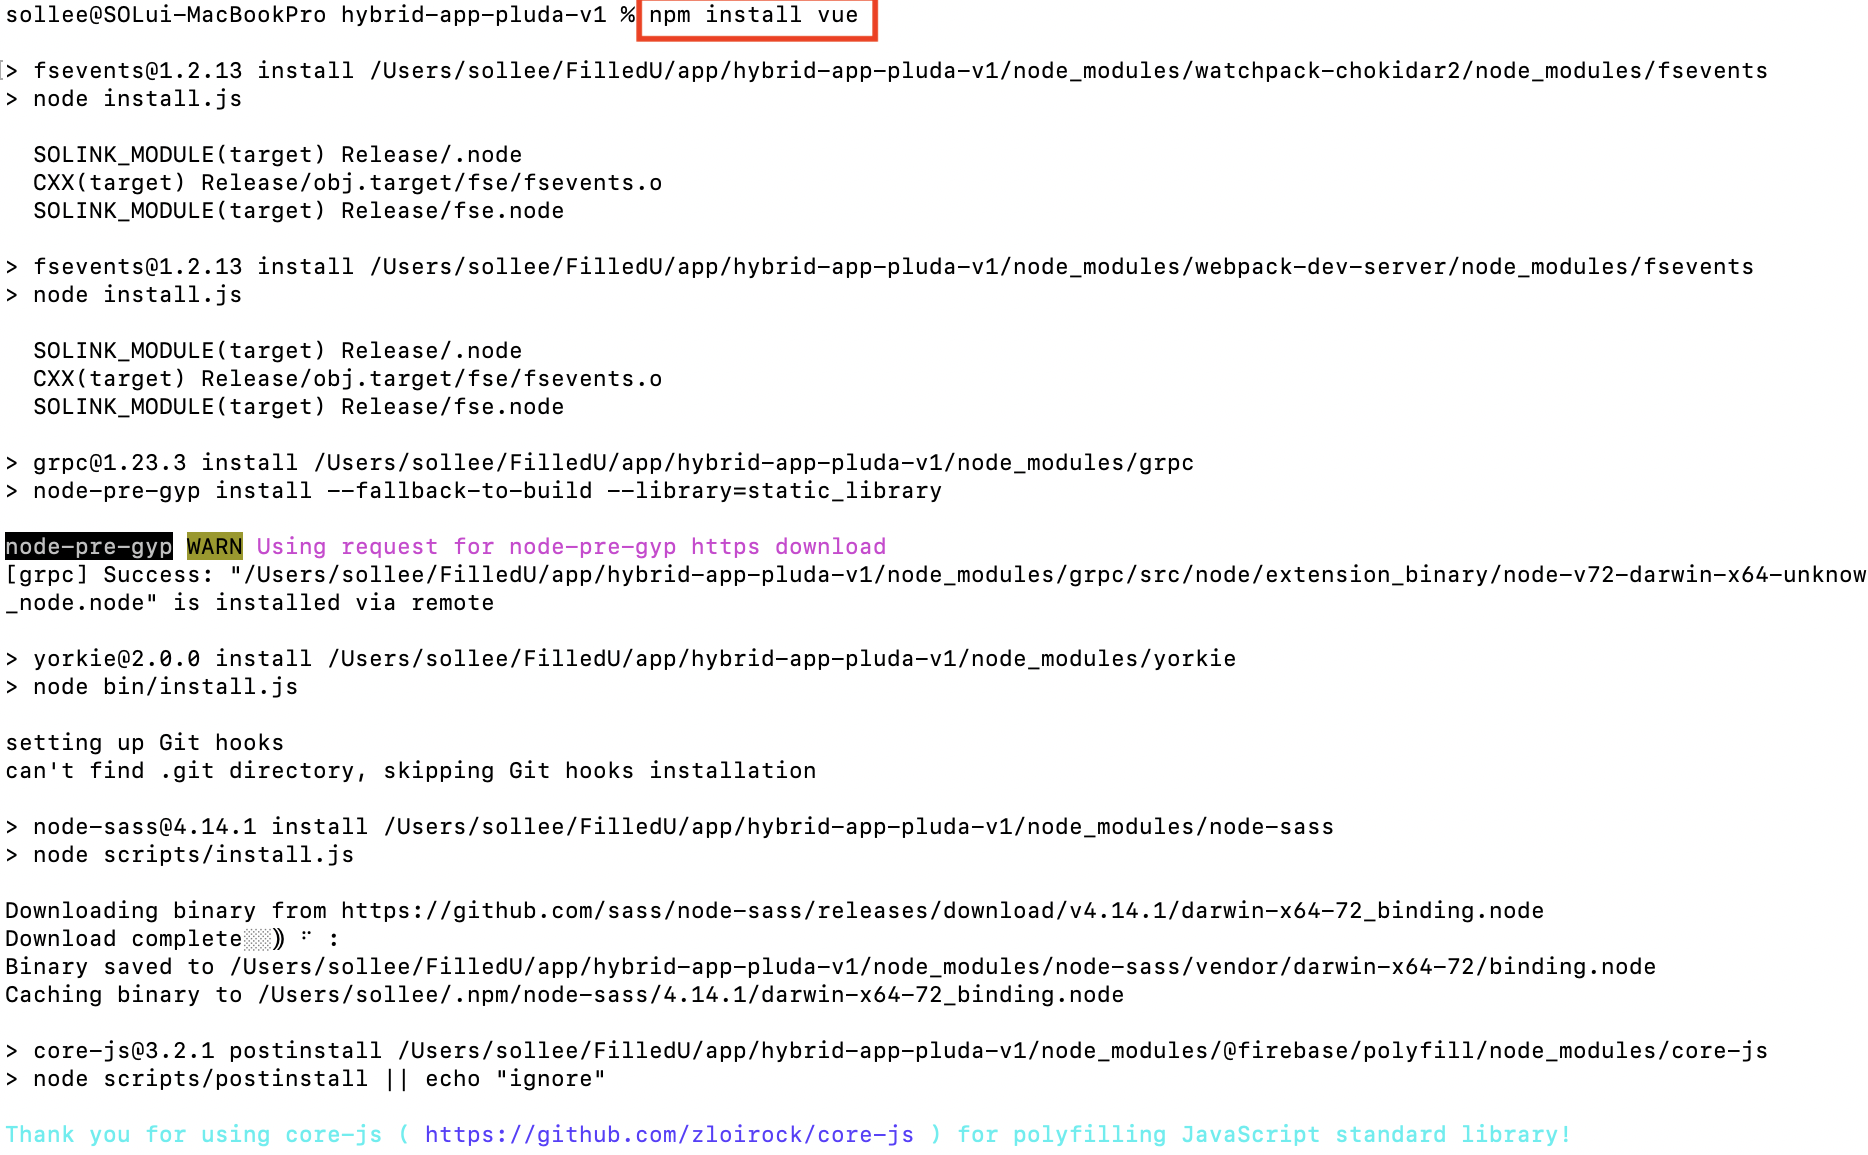 sollee@SOLui-MacBookPro hybrid-app-pluda-v1 % npm install vue
> fsevents@1.2.13 install /Users/sollee/FilledU/app/hybrid-app-pluda-v1/node_modules/watchpack-chokidar2/node_modules/fsevents
> node install.js
SOLINK_MODULE(target) Release/.node
CXX(target) Release/obj.target/fse/fsevents.o
SOLINK_MODULE(target) Release/fse.node
> fsevents@1.2.13 install /Users/sollee/FilledU/app/hybrid-app-pluda-v1/node_modules/webpack-dev-server/node_modules/fsevents
> node install.js
SOLINK_MODULE(target) Release/.node
CXX(target) Release/obj.target/fse/fsevents.o
SOLINK_MODULE(target) Release/fse.node
> grpc@1.23.3 install /Users/sollee/FilledU/app/hybrid-app-pluda-v1/node_modules/grpc
> node-pre-gyp install --fallback-to-build --library=static_library
node-pre-gyp WARN Using request for node-pre-gyp https download
[grpc] Success: "/Users/sollee/FilledU/app/hybrid-app-pluda-v1/node_modules/grpc/src/node/extension_binary/node-v72-darwin-x64-unknow
_node.node" is installed via remote
> yorkie@2.0.0 install /Users/sollee/FilledU/app/hybrid-app-pluda-v1/node_modules/yorkie
> node bin/install.js
setting up Git hooks
can't find .git directory, skipping Git hooks installation
> node-sass@4.14.1 install /Users/sollee/FilledU/app/hybrid-app-pluda-v1/node_modules/node-sass
> node scripts/install.js
Downloading binary from https://github.com/sass/node-sass/releases/download/v4.14.1/darwin-x64-72_binding.node
Download complete░░⸩ ⠋ :
Binary saved to /Users/sollee/FilledU/app/hybrid-app-pluda-v1/node_modules/node-sass/vendor/darwin-x64-72/binding.node
Caching binary to /Users/sollee/.npm/node-sass/4.14.1/darwin-x64-72_binding.node
> core-js@3.2.1 postinstall /Users/sollee/FilledU/app/hybrid-app-pluda-v1/node_modules/@firebase/polyfill/node_modules/core-js
> node scripts/postinstall || echo "ignore"
Thank you for using core-js ( https://github.com/zloirock/core-js ) for polyfilling JavaScript standard library!